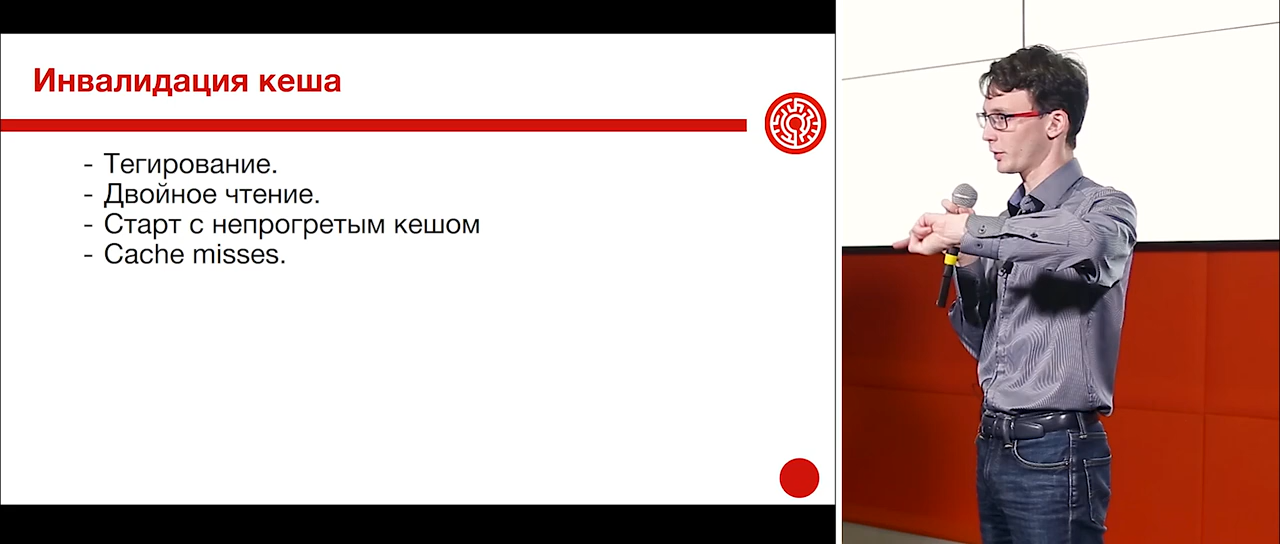 Инвалидация кеша
- Тегирование.
- Двойное чтение.
- Старт с непрогретым кешом
- Cache misses.